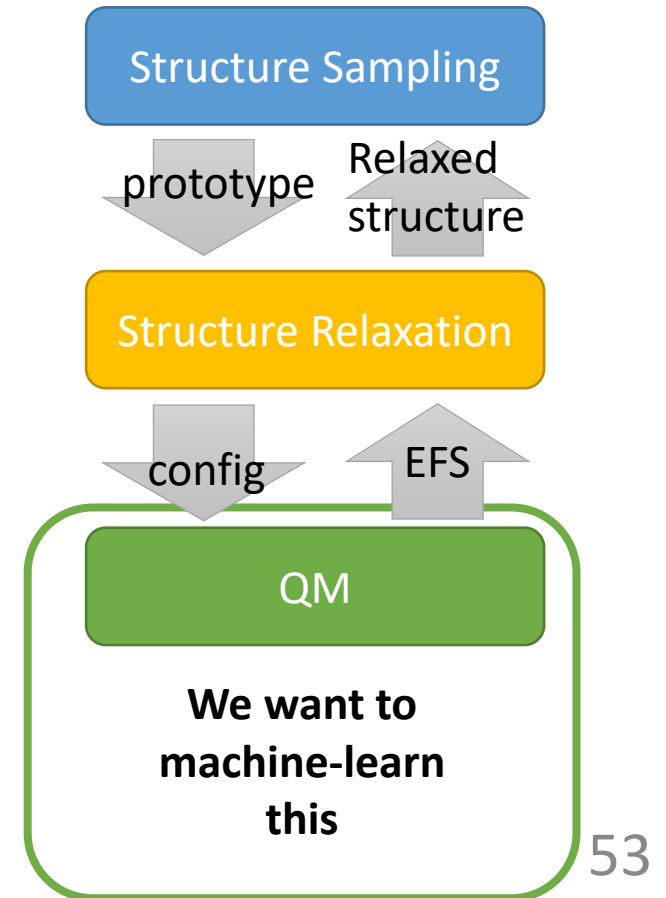 Structure Sampling
prototype
Relaxed
structure
Structure Relaxation
config
EFS
QM
We want to
machine-learn
this
53